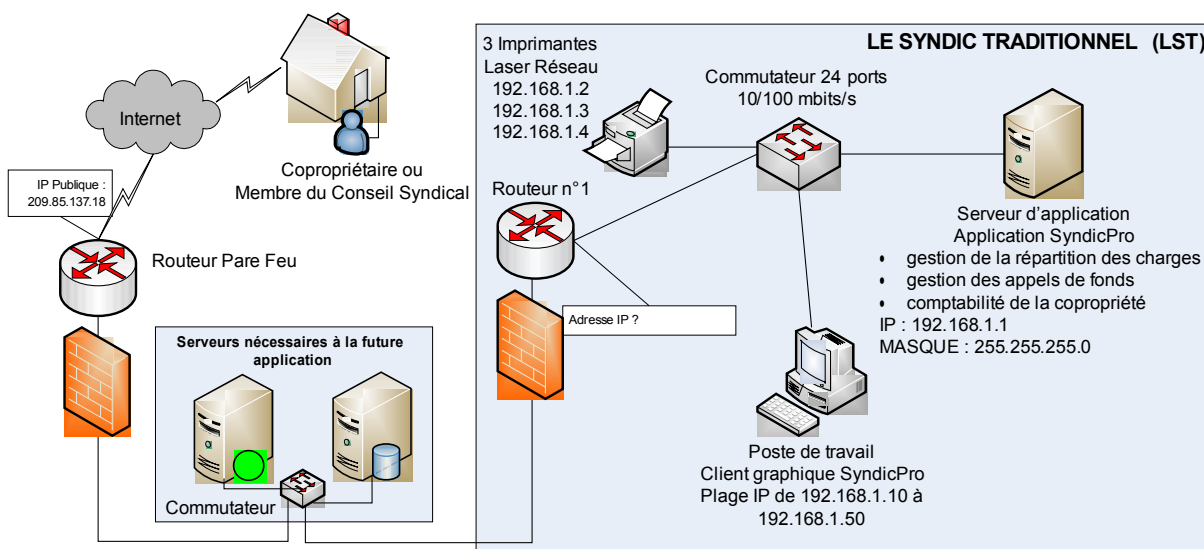 LE SYNDIC TRADITIONNEL (LST)
3 Imprimantes
Laser Réseau
192.168.1.2
192.168.1.3
192.168.1.4
Commutateur 24 ports
10/100 mbits/s
Internet
Copropriétaire ou
Membre du Conseil Syndical
IP Publique :
209.85.137.18
Routeur n°1
Serveur d'application
Application SyndicPro
• gestion de la répartition des charges
• gestion des appels de fonds
• comptabilité de la copropriété
IP : 192.168.1.1
MASQUE : 255.255.255.0
Routeur Pare Feu
Adresse IP ?
Serveurs nécessaires à la future
application
Commutateur
Poste de travail
Client graphique SyndicPro
Plage IP de 192.168.1.10 à
192.168.1.50